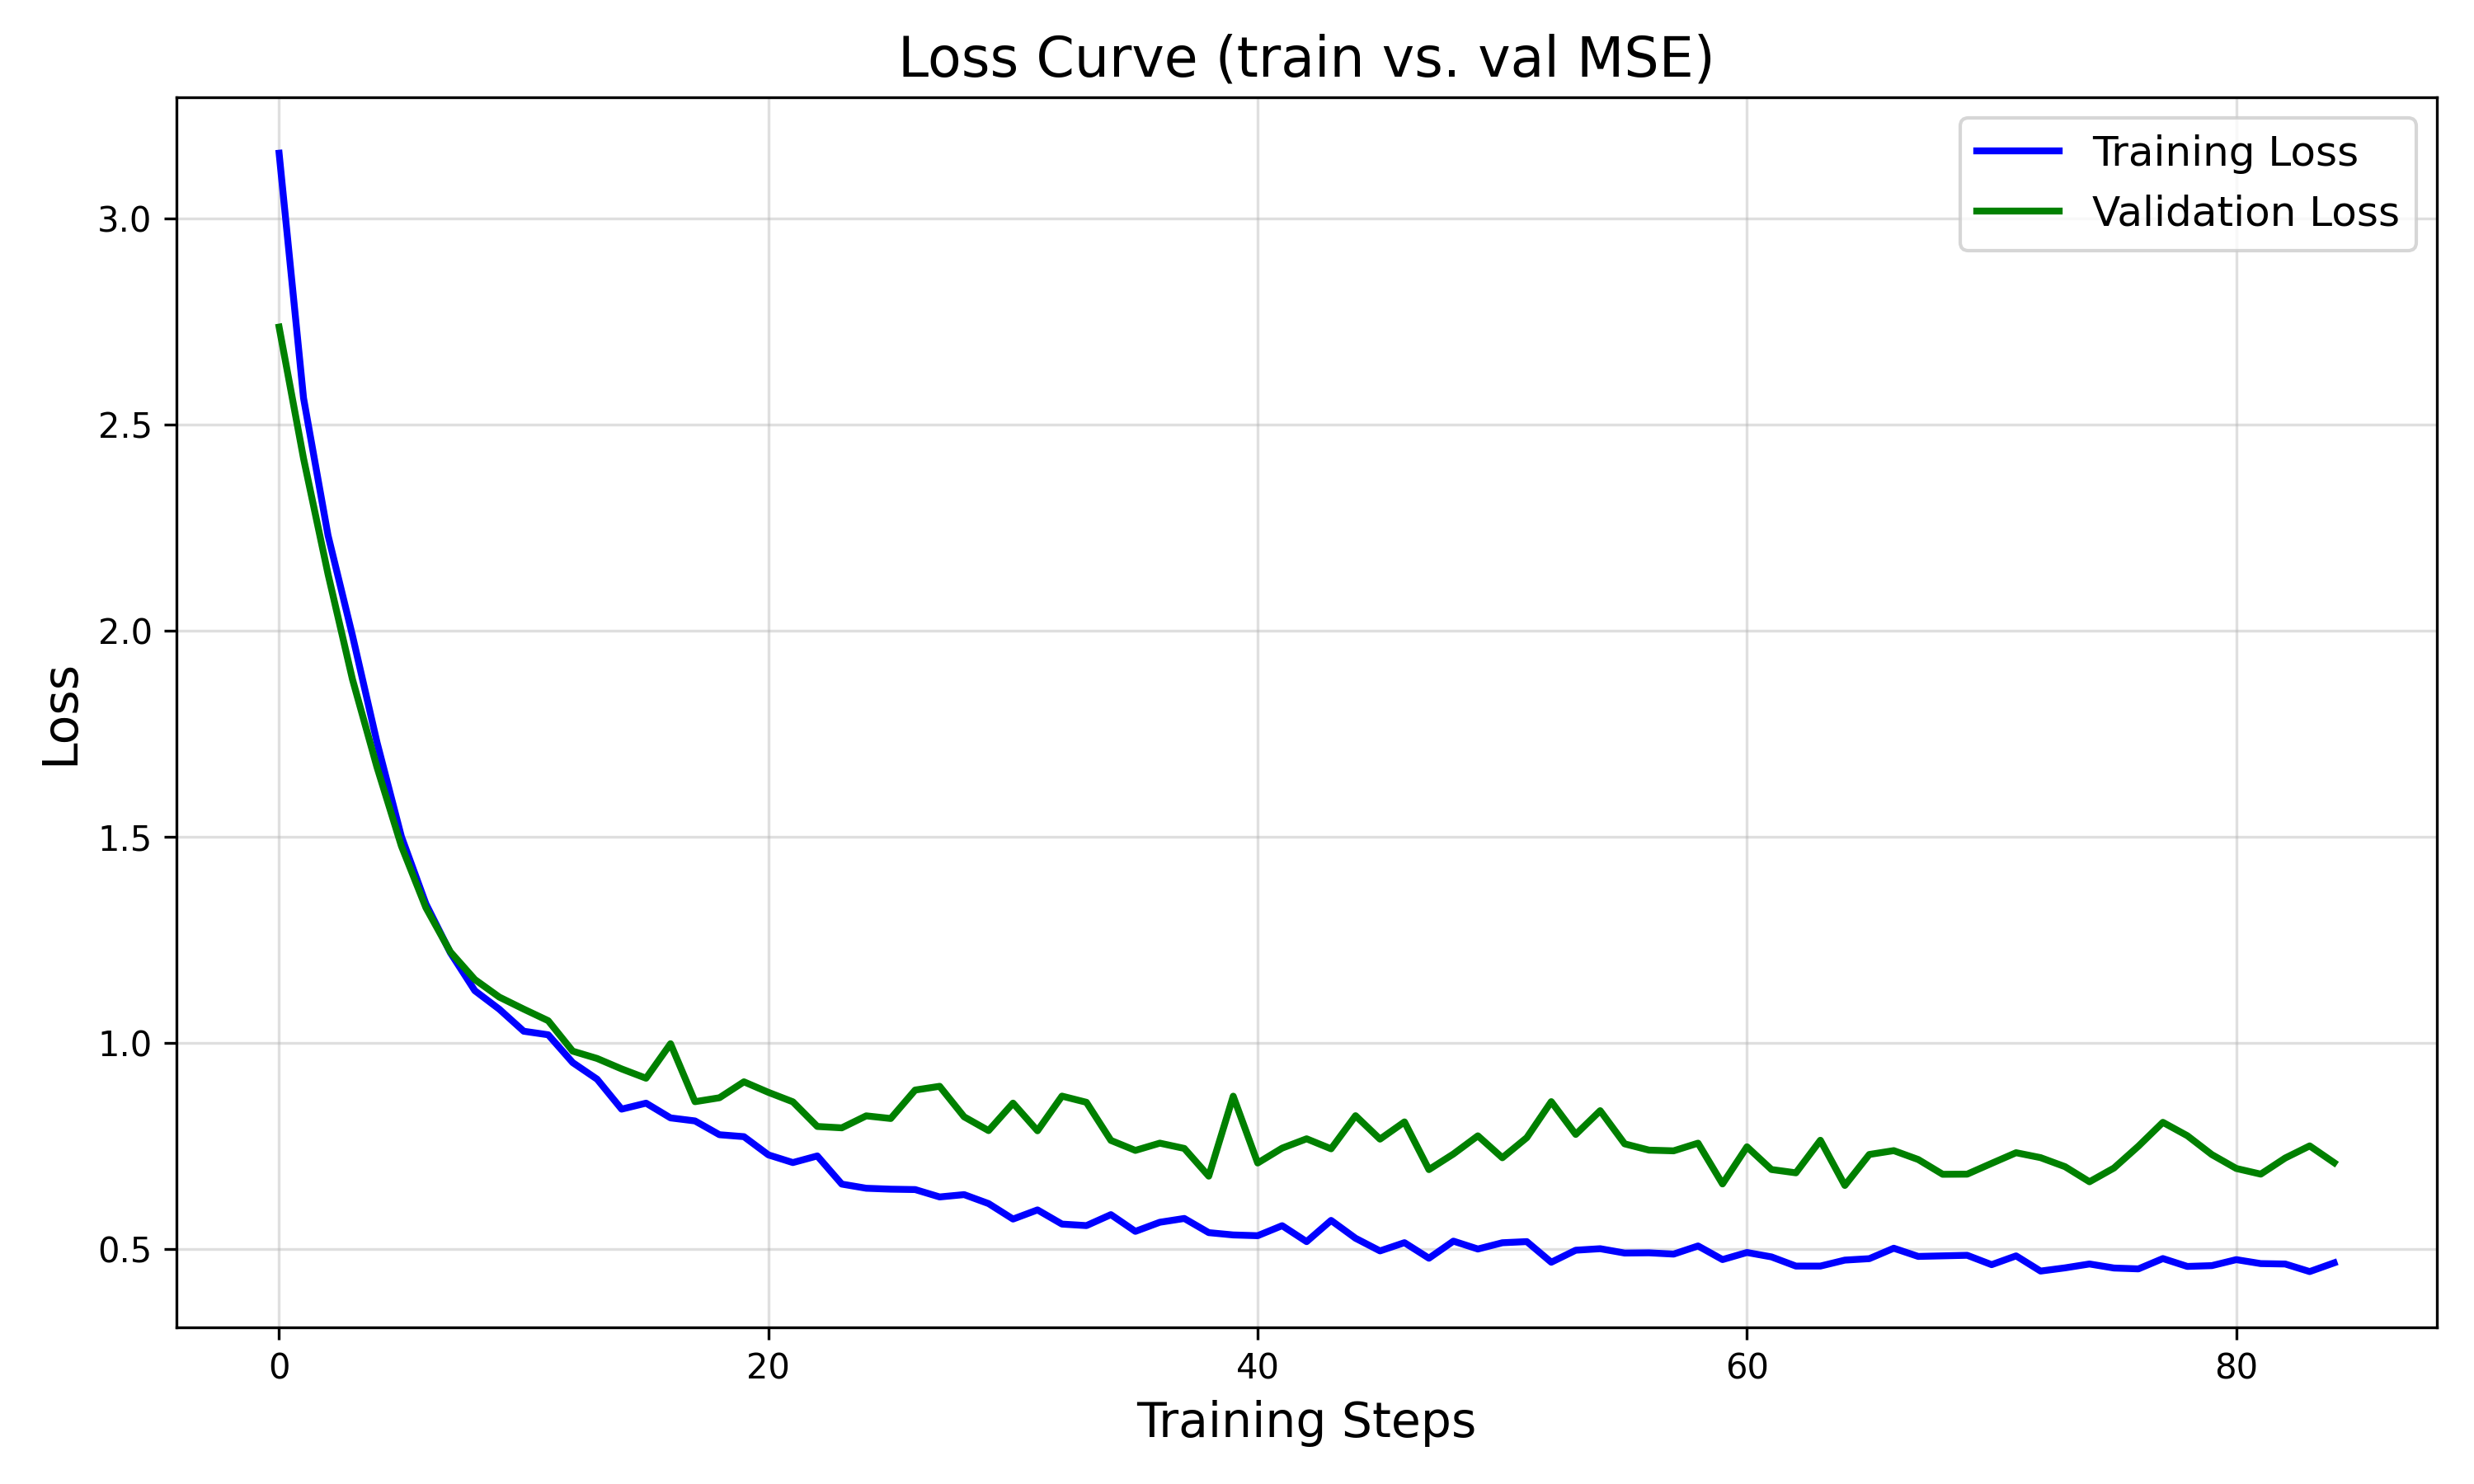 Loss Curve (train vs. val MSE)
Training Loss
Validation Loss
3.0
2.5
2.0
1.5
1.0
0.5
Loss
0 20 40 60 80
Training Steps